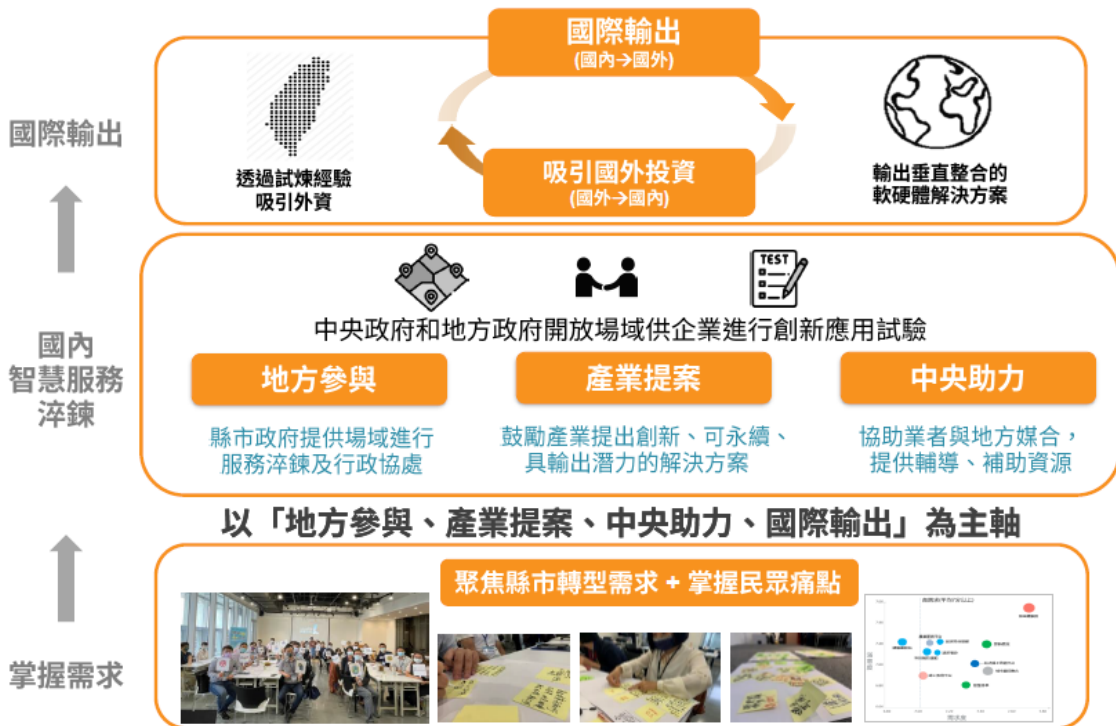 國際輸出
國際輸出
(國內→國外)
吸引國外投資
(國外→國內)
透過試煉經驗
吸引外資
輸出垂直整合的
軟硬體解決方案
國內
智慧服務
淬鍊
TEST
中央政府和地方政府開放場域供企業進行創新應用試驗
地方參與
產業提案
中央助力
縣市政府提供場域進行
服務淬鍊及行政協處
鼓勵產業提出創新、可永續、
具輸出潛力的解決方案
協助業者與地方媒合，
提供輔導、補助資源
以「地方參與、產業提案、中央助力、國際輸出」為主軸
掌握需求
聚焦縣市轉型需求 + 掌握民眾痛點